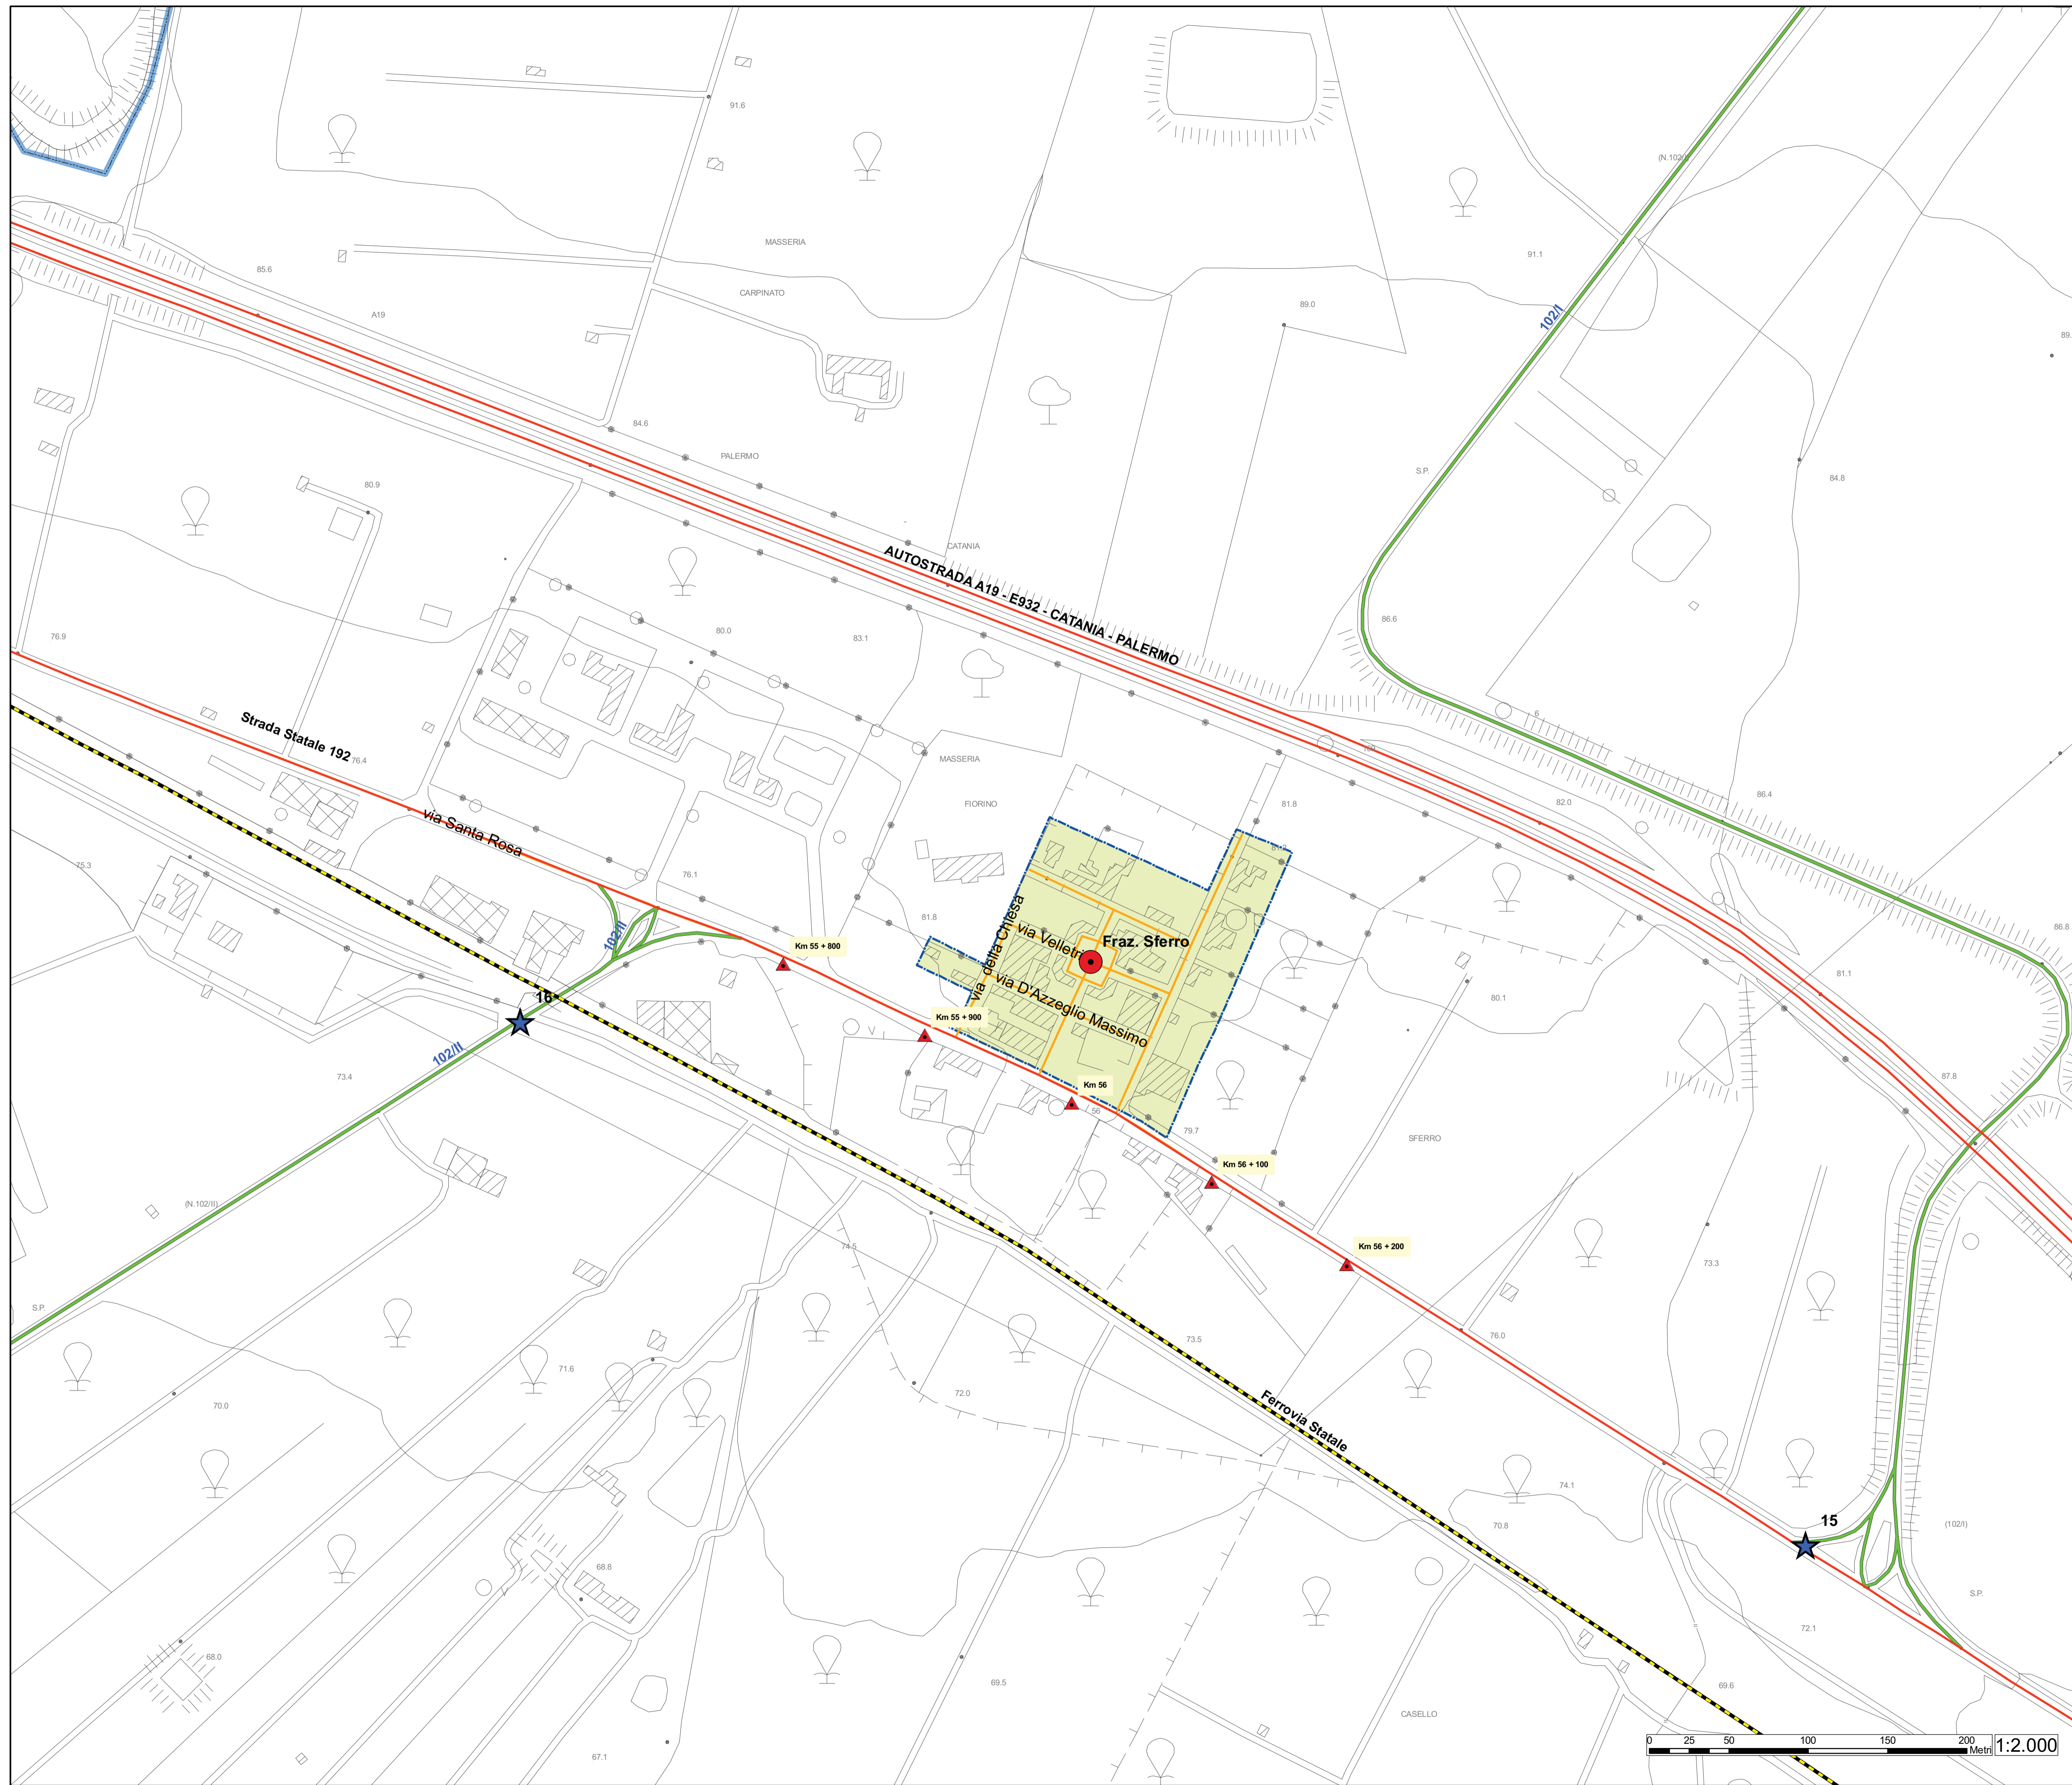 91.6
(N.102/I)
MASSERIA
91.1
85.6
CARPINATO
89.0
A19
102/I
89.
84.6
PALERMO
S.P.
84.8
80.9
CATANIA
AUTOSTRADA A19 - E932 - CATANIA - PALERMO
86.6
76.9
80.0
83.1
6
Strada Statale 192
76.4
MASSERIA
FIORINO
81.8
82.0
86.4
via Santa Rosa
75.3
76.1
81.8
via della Chiesa
via Velletri
Fraz. Sferro
86.8
102/II
Km 55 + 800
81.1
16
via D'Azeglio Massimo
80.1
Km 55 + 900
102/II
73.4
Km 56
56
87.8
79.7
SFERRO
Km 56 + 100
(N.102/II)
74.5
Km 56 + 200
73.3
S.P.
73.5
76.0
71.6
72.0
70.0
Ferrovia Statale
74.1
70.8
15
(102/I)
68.8
V
S.P.
72.1
68.0
69.5
69.6
CASELLO
67.1
0 25 50 100 150 200
Metri
1:2.000